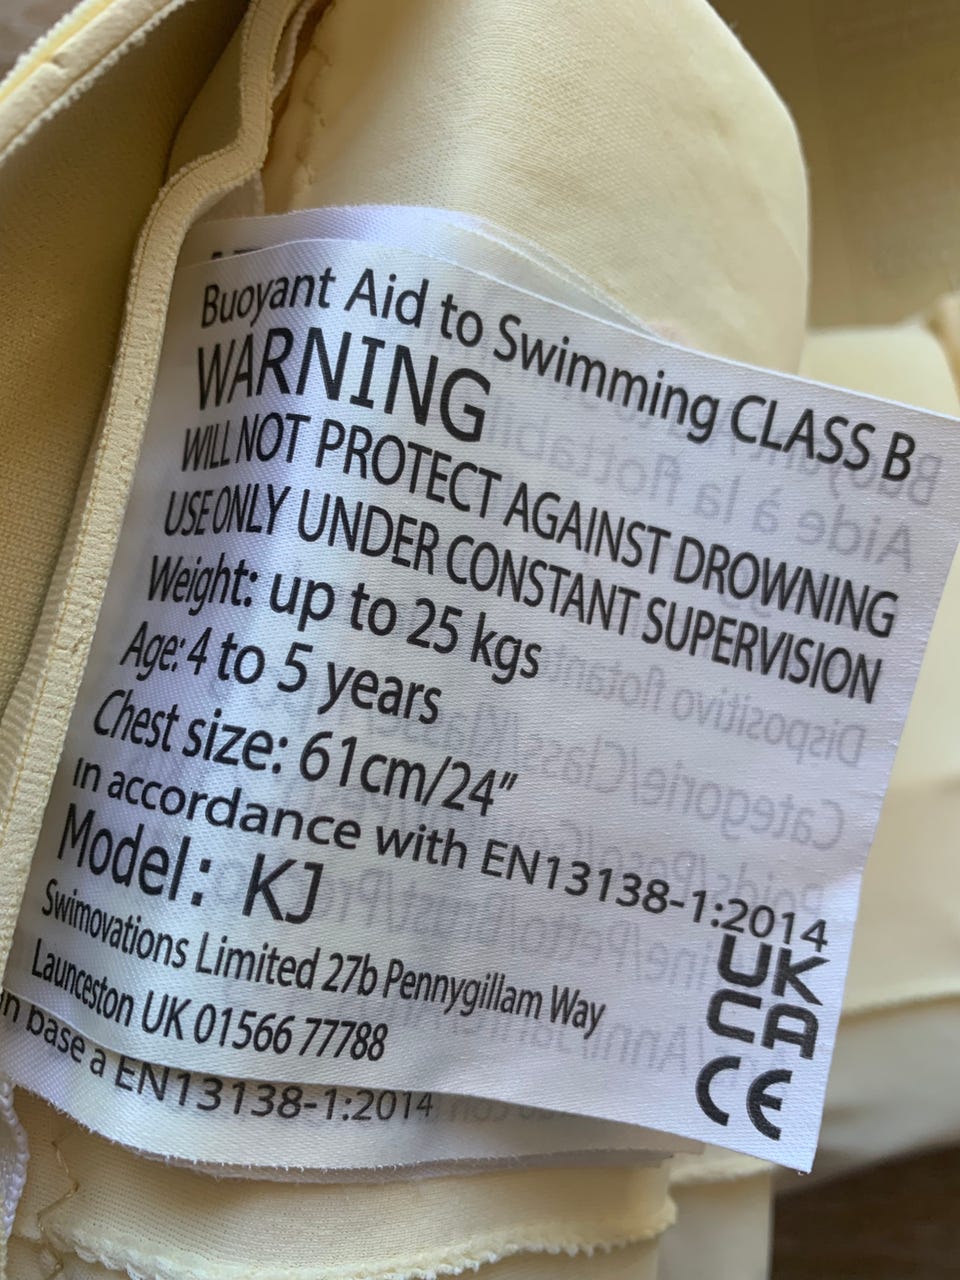 Buoyant Aid to Swimming CLASS B
WARNING
WILL NOT PROTECT AGAINST DROWNING
USE ONLY UNDER CONSTANT SUPERVISION
Weight: up to 25 kgs
Age: 4 to 5 years
Chest size: 61cm/24”
in accordance with EN13138-1:2014
Model: KJ
Swimovations Limited 27b Pennygillam Way
Launceston UK 01566 77788
UK
CA
CE
base a EN13138-1:2014